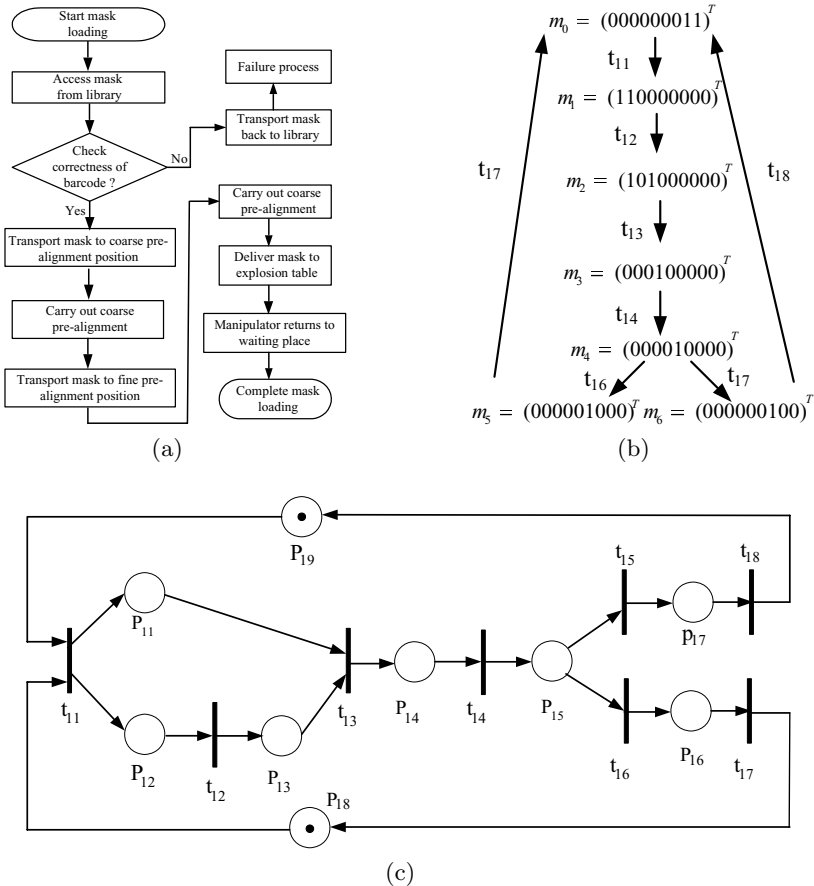 Start mask
loading
Access mask
from library
Check
correctness of
barcode ?
No
Yes
Transport mask to coarse pre-
alignment position
Carry out coarse
pre-alignment
Transport mask to fine pre-
alignment position
Failure process
Transport mask
back to library
Carry out coarse
pre-alignment
Deliver mask to
explosion table
Manipulator returns to
waiting place
Complete mask
loading
(a)
m₀ = (000000011)ᵀ
t₁₁
m₁ = (110000000)ᵀ
t₁₂
m₂ = (101000000)ᵀ
t₁₇
t₁₈
t₁₃
m₃ = (000100000)ᵀ
t₁₄
m₄ = (000010000)ᵀ
t₁₆
t₁₇
m₅ = (000001000)ᵀ m₆ = (000000100)ᵀ
(b)
P₁₉
t₁₅
t₁₈
P₁₁
p₁₇
t₁₁
t₁₃
P₁₄
t₁₄
P₁₅
P₁₂
t₁₂
P₁₃
t₁₆
P₁₆
t₁₇
P₁₈
(c)